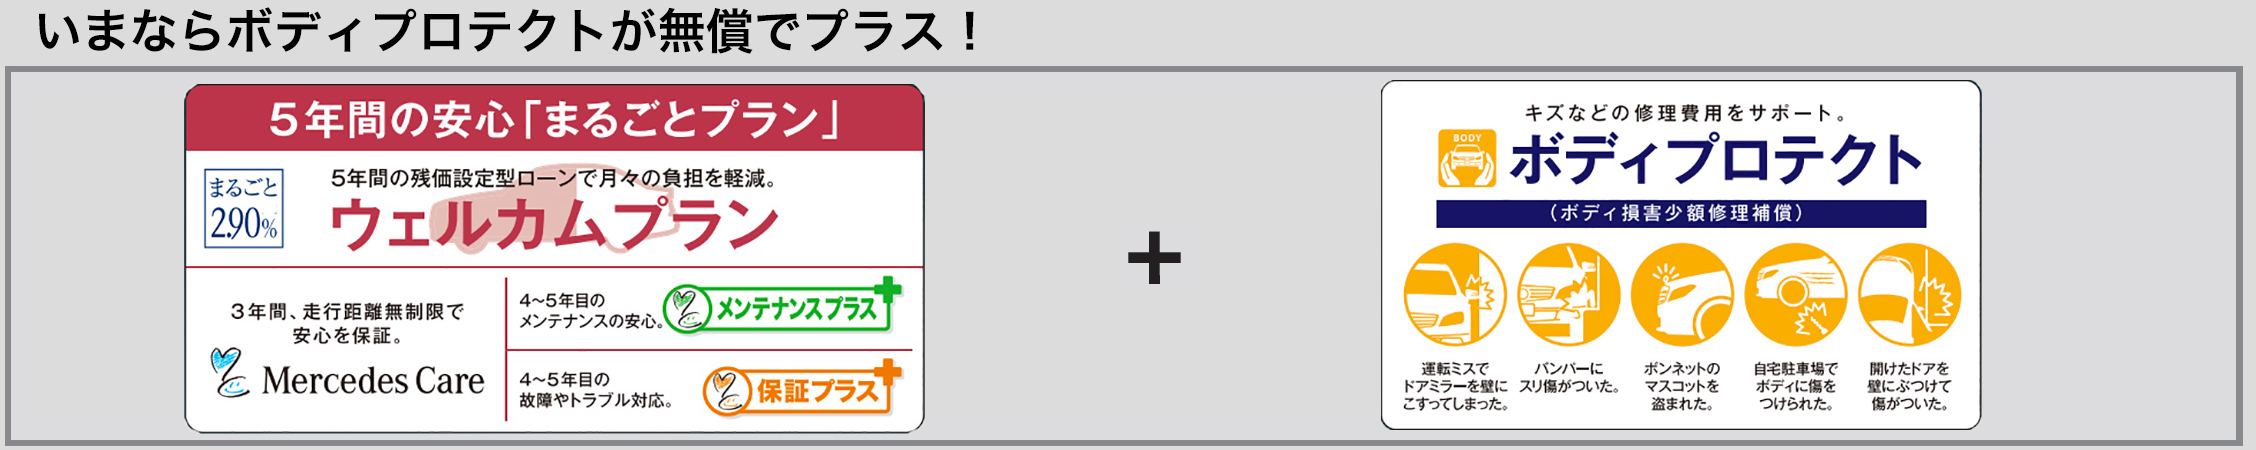 いまならボディプロテクトが無償でプラス！
5年間の安心「まるごとプラン」
まるごと
2.90%
5年間の残価設定型ローンで月々の負担を軽減。
ウェルカムプラン
3年間、走行距離無制限で
安心を保証。
Mercedes Care
4～5年目の
メンテナンスの安心。
メンテナンスプラス
4～5年目の
故障やトラブル対応。
保証プラス
+
キズなどの修理費用をサポート。
BODY
ボディプロテクト
（ボディ損害少額修理補償）
運転ミスで
ドアミラーを壁に
こすってしまった。
バンパーに
スリ傷がついた。
ボンネットの
マスコットを
盗まれた。
自宅駐車場で
ボディに傷を
つけられた。
開けたドアを
壁にぶつけて
傷がついた。